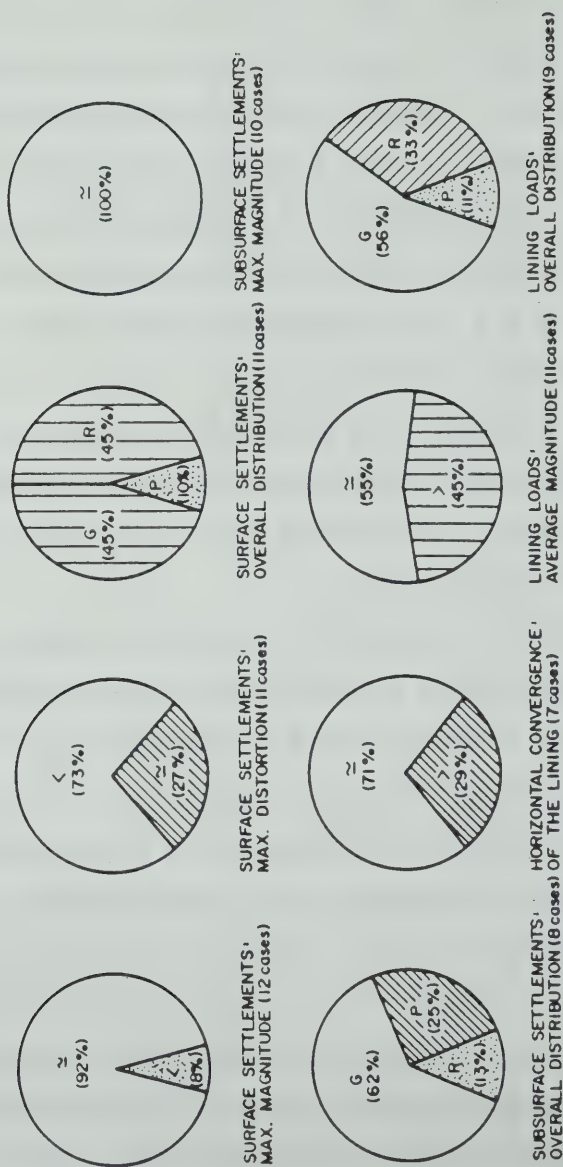 ≅
(92%)
<
(8%)
SURFACE SETTLEMENTS:
MAX. MAGNITUDE (12 cases)
<
(73%)
≅
(27%)
SURFACE SETTLEMENTS:
MAX. DISTORTION (11 cases)
G
(45%)
R
(45%)
P
(10%)
SURFACE SETTLEMENTS:
OVERALL DISTRIBUTION (11 cases)
≅
(100%)
SUBSURFACE SETTLEMENTS:
MAX. MAGNITUDE (10 cases)
G
(62%)
P
(25%)
R
(13%)
SUBSURFACE SETTLEMENTS:
OVERALL DISTRIBUTION (8 cases)
≅
(71%)
>
(29%)
HORIZONTAL CONVERGENCE:
OF THE LINING (7 cases)
≅
(55%)
>
(45%)
LINING LOADS:
AVERAGE MAGNITUDE (11 cases)
G
(56%)
R
(33%)
P
(11%)
LINING LOADS:
OVERALL DISTRIBUTION (9 cases)